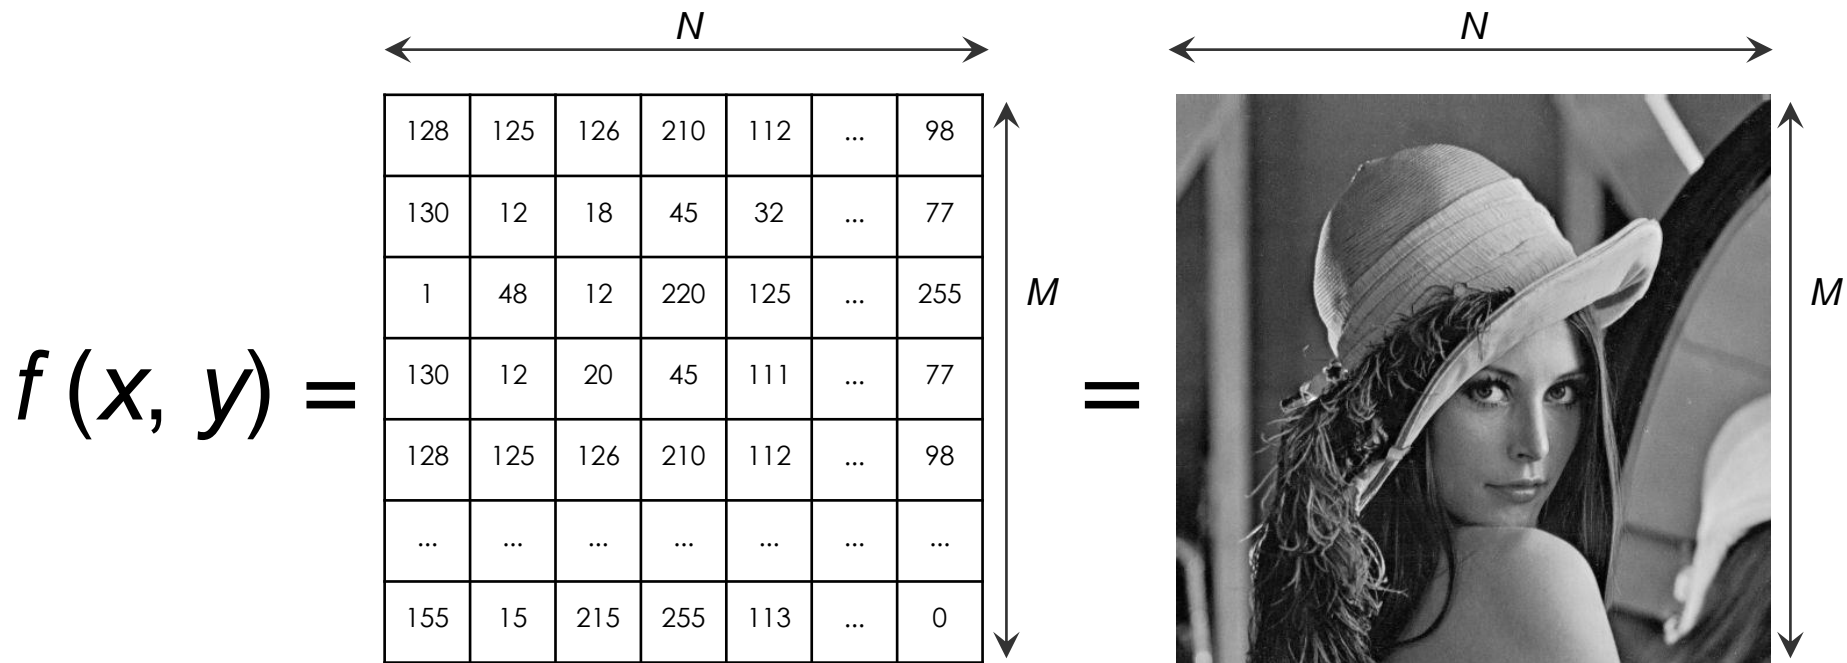 N N
128 125 126 210 112 ... 98
130 12 18 45 32 ... 77
1 48 12 220 125 ... 255 M M
130 12 20 45 111 ... 77
f (x, y) = =
128 125 126 210 112 ... 98
... ... ... ... ... ... ...
155 15 215 255 113 ... 0